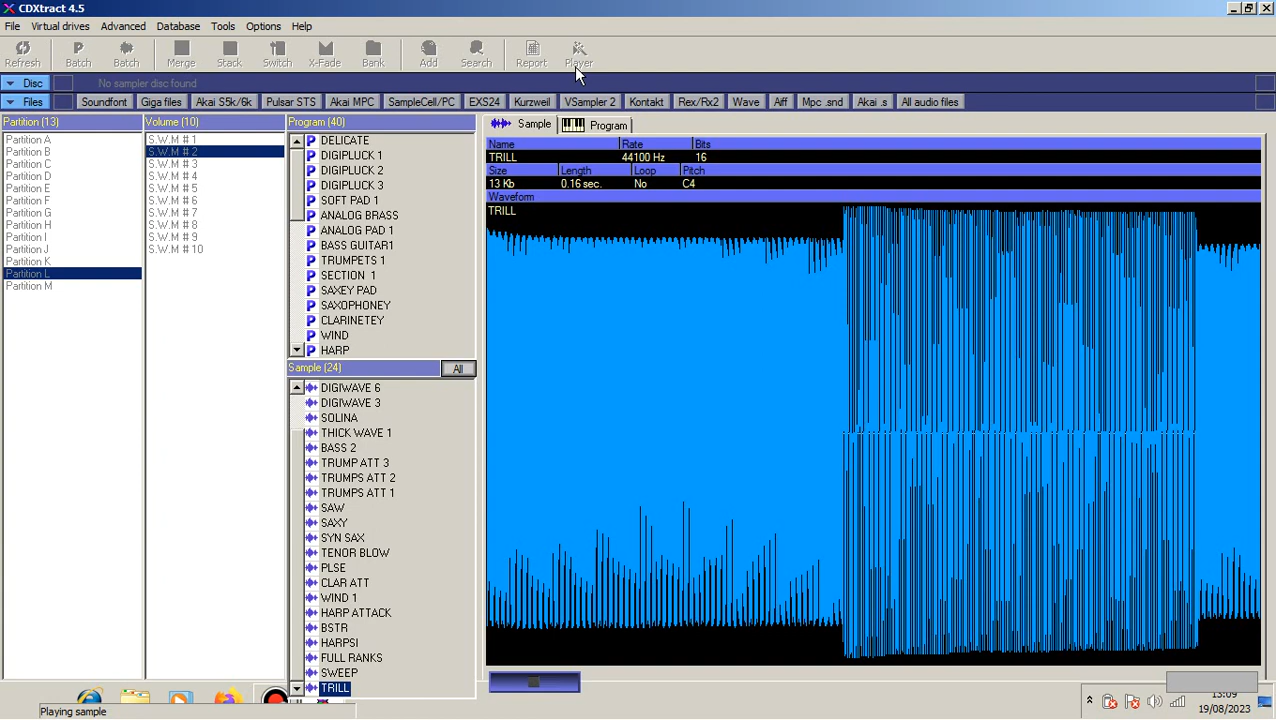 CDXtract 4.5
File Virtual drives Advanced Database Tools Options Help
Refresh Batch Batch Merge Stack Switch X-Fade Bank Add Search Report Player
Disc No sampler disc found
Files Soundfont Giga files Akai S5k/6k Pulsar STS Akai MPC SampleCell/PC EXS24 Kurzweil VSampler 2 Kontakt Rex/Rx2 Wave Aiff Mpc .snd Akai .s All audio files
Partition (13)
Partition A
Partition B
Partition C
Partition D
Partition E
Partition F
Partition G
Partition H
Partition I
Partition J
Partition K
Partition L
Partition M
Volume (10)
S.W.M # 1
S.W.M # 2
S.W.M # 3
S.W.M # 4
S.W.M # 5
S.W.M # 6
S.W.M # 7
S.W.M # 8
S.W.M # 9
S.W.M # 10
Program (40)
P DELICATE
P DIGIPLUCK 1
P DIGIPLUCK 2
P DIGIPLUCK 3
P SOFT PAD 1
P ANALOG BRASS
P ANALOG PAD 1
P BASS GUITAR1
P TRUMPETS 1
P SECTION 1
P SAXEY PAD
P SAXOPHONEY
P CLARINETEY
P WIND
P HARP
Sample (24) All
DIGIWAVE 6
DIGIWAVE 3
SOLINA
THICK WAVE 1
BASS 2
TRUMP ATT 3
TRUMPS ATT 2
TRUMPS ATT 1
SAW
SAXY
SYN SAX
TENOR BLOW
PLSE
CLAR ATT
WIND 1
HARP ATTACK
BSTR
HARPSI
FULL RANKS
SWEEP
TRILL
Sample Program
Name Rate Bits
TRILL 44100 Hz 16
Size Length Loop Pitch
13 Kb 0.16 sec. No C4
Waveform
TRILL
Playing sample
13:09
19/08/2023